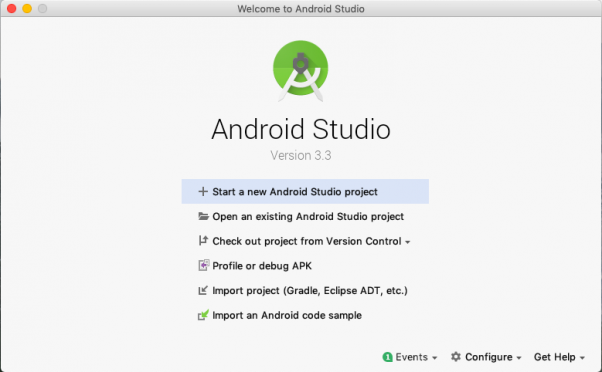 Welcome to Android Studio
Android Studio
Version 3.3
Start a new Android Studio project
Open an existing Android Studio project
Check out project from Version Control
Profile or debug APK
Import project (Gradle, Eclipse ADT, etc.)
Import an Android code sample
1 Events Configure Get Help